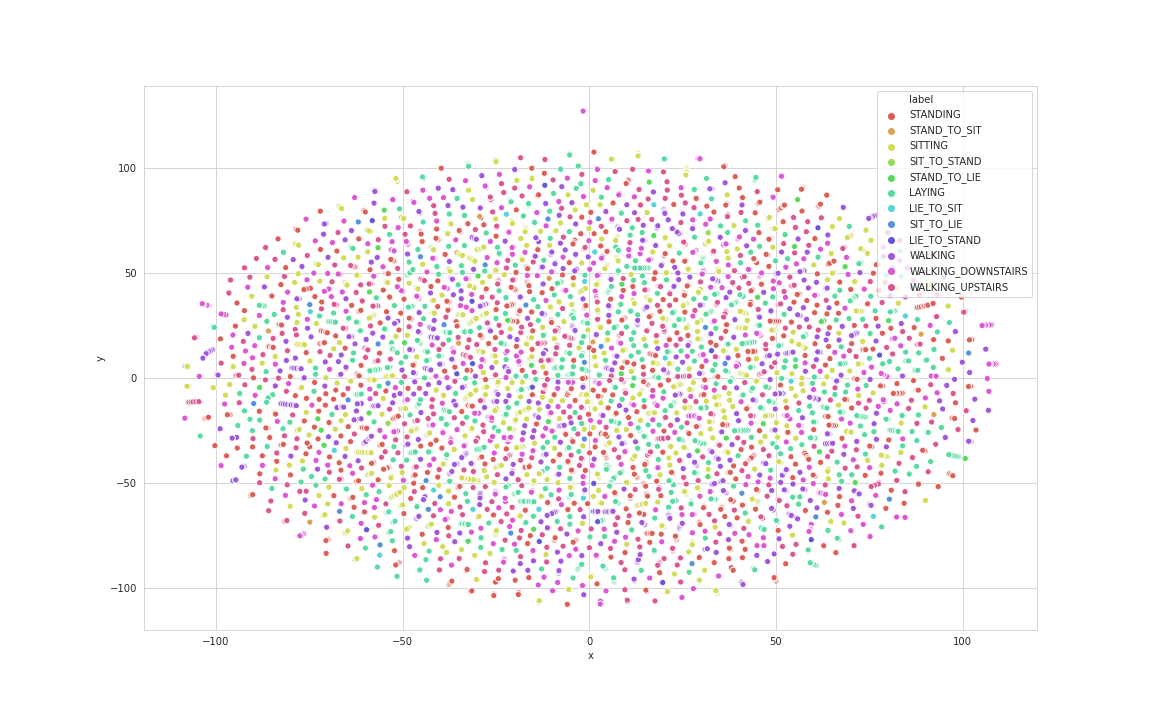 label
STANDING
STAND_TO_SIT
SITTING
SIT_TO_STAND
STAND_TO_LIE
LAYING
LIE_TO_SIT
SIT_TO_LIE
LIE_TO_STAND
WALKING
WALKING_DOWNSTAIRS
WALKING_UPSTAIRS
100
50
0
−50
−100
y
−100 −50 0 50 100
x